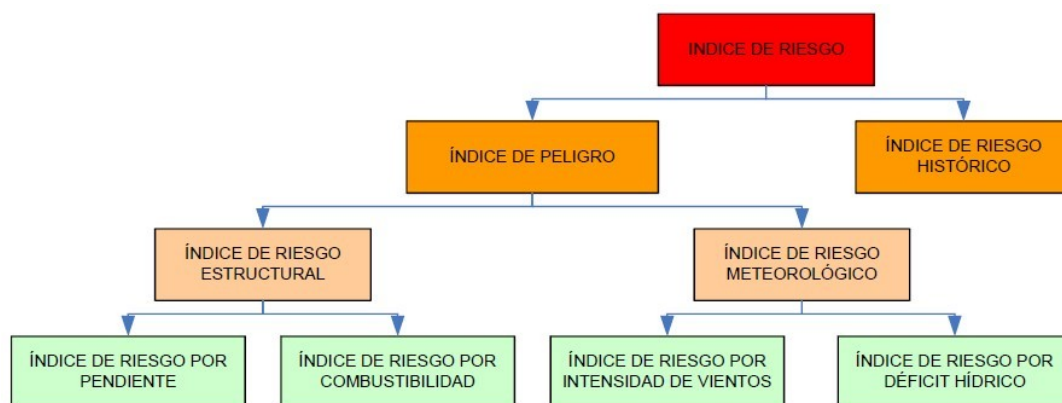 INDICE DE RIESGO
ÍNDICE DE PELIGRO
ÍNDICE DE RIESGO
HISTÓRICO
ÍNDICE DE RIESGO
ESTRUCTURAL
ÍNDICE DE RIESGO
METEOROLÓGICO
ÍNDICE DE RIESGO POR
PENDIENTE
ÍNDICE DE RIESGO POR
COMBUSTIBILIDAD
ÍNDICE DE RIESGO POR
INTENSIDAD DE VIENTOS
ÍNDICE DE RIESGO POR
DÉFICIT HÍDRICO